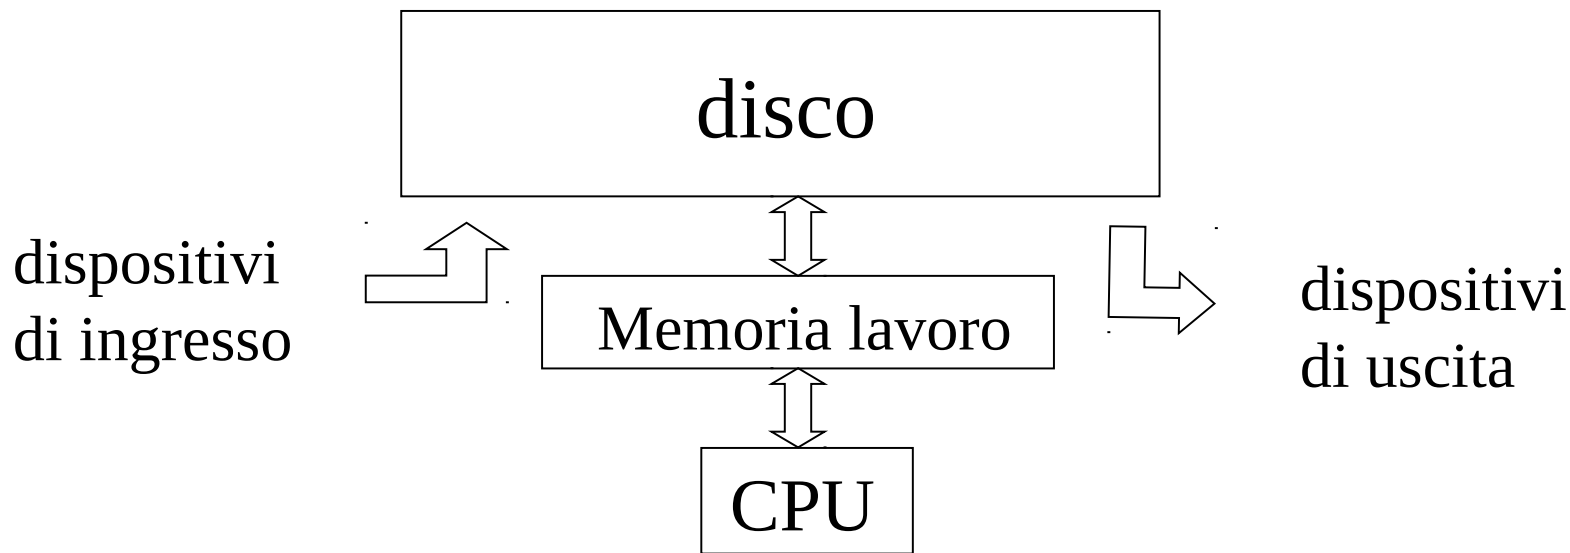 disco
dispositivi
di ingresso
Memoria lavoro
dispositivi
di uscita
CPU